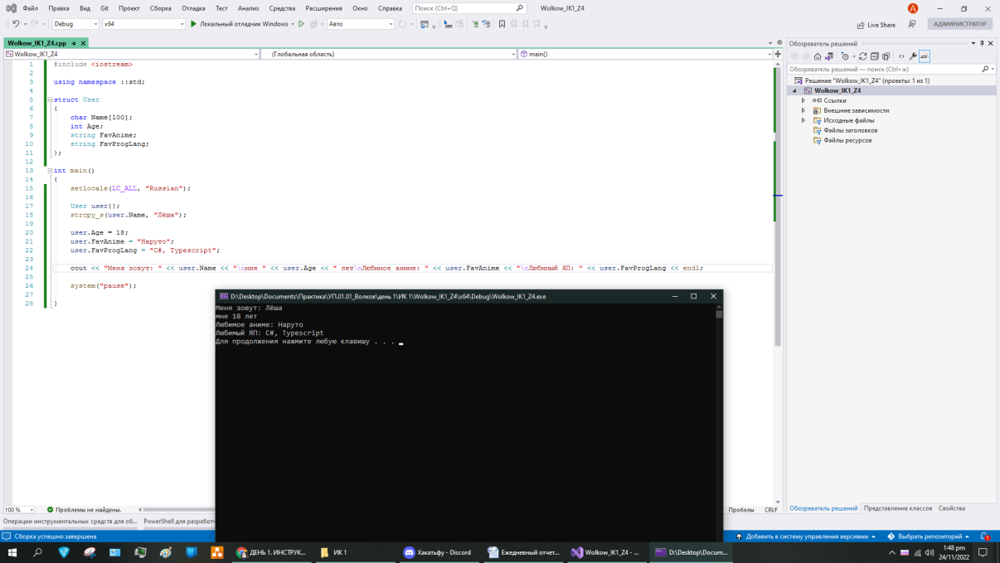 Файл Правка Вид Git Проект Сборка Отладка Тест Анализ Средства Расширения Окно Справка Поиск (Ctrl+Q) Wolkow_IK1_Z4 А
Debug x64 Локальный отладчик Windows Авто Live Share АДМИНИСТРАТОР
Wolkow_IK1_Z4.cpp
Wolkow_IK1_Z4 (Глобальная область) main()
1 #include <iostream>
2
3 using namespace ::std;
4
5 struct User
6 {
7 char Name[100];
8 int Age;
9 string FavAnime;
10 string FavProgLang;
11 };
12
13 int main()
14 {
15 setlocale(LC_ALL, "Russian");
16
17 User user{};
18 strcpy_s(user.Name, "Лёша");
19
20 user.Age = 18;
21 user.FavAnime = "Наруто";
22 user.FavProgLang = "C#, Typescript";
23
24 cout << "Меня зовут: " << user.Name << "\nмне " << user.Age << " лет\nЛюбимое аниме: " << user.FavAnime << "\nЛюбимый ЯП: " << user.FavProgLang << endl;
25
26 system("pause");
27
28 }
Обозреватель решений
Обозреватель решений — поиск (Ctrl+ж)
Решение "Wolkow_IK1_Z4" (проекты: 1 из 1)
Wolkow_IK1_Z4
Ссылки
Внешние зависимости
Исходные файлы
Файлы заголовков
Файлы ресурсов
D:\Desktop\Documents\Практика\УП.01.01_Волков\день 1\ИК 1\Wolkow_IK1_Z4\x64\Debug\Wolkow_IK1_Z4.exe
Меня зовут: Лёша
мне 18 лет
Любимое аниме: Наруто
Любимый ЯП: C#, Typescript
Для продолжения нажмите любую клавишу . . .
100 % Проблемы не найдены. Пробелы CRLF
Обозреватель решений Представление классов Свойства
Операции инструментальных средств для об... PowerShell для разработч
Сборка успешно завершена Добавить в систему управления версиями Выбрать репозиторий 1
ДЕНЬ 1. ИНСТРУК... ИК 1 Хакатьфу - Discord Ежедневный отчет... Wolkow_IK1_Z4 - ... D:\Desktop\Docum... 1:48 pm
24/11/2022